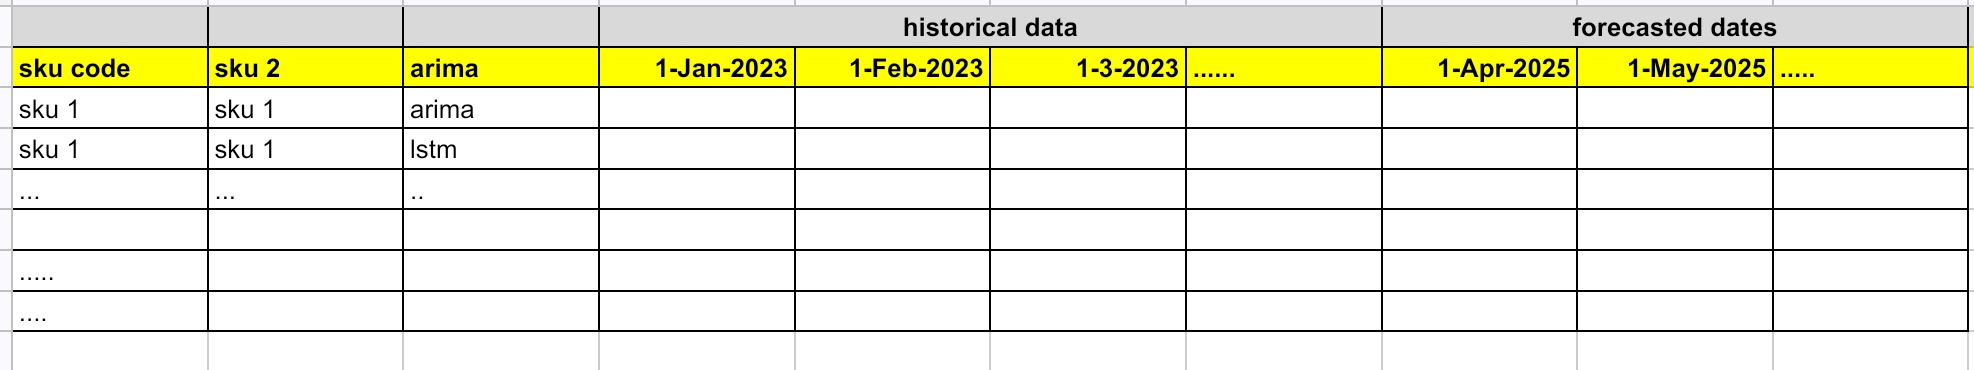 historical data forecasted dates
sku code sku 2 arima 1-Jan-2023 1-Feb-2023 1-3-2023 ...... 1-Apr-2025 1-May-2025 .....
sku 1 sku 1 arima
sku 1 sku 1 lstm
... ... ..
.....
....